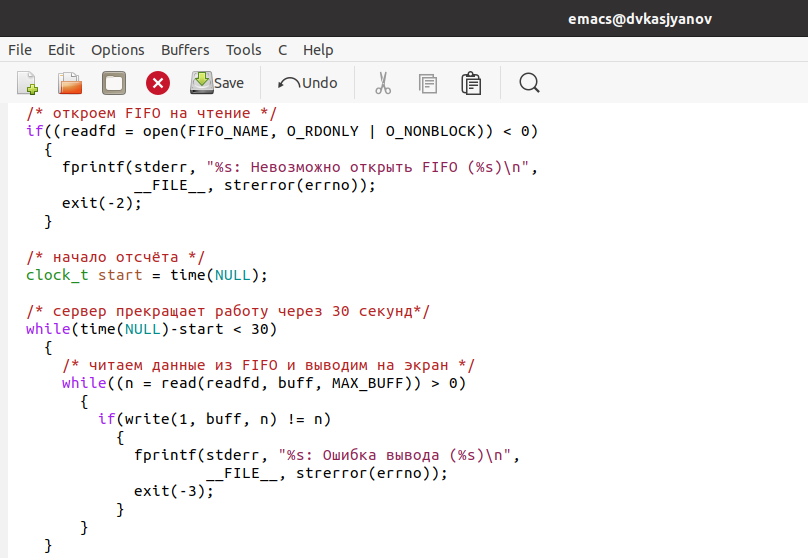 emacs@dvkasjyanov
File Edit Options Buffers Tools C Help
Save Undo
/* откроем FIFO на чтение */
if((readfd = open(FIFO_NAME, O_RDONLY | O_NONBLOCK)) < 0)
{
fprintf(stderr, "%s: Невозможно открыть FIFO (%s)\n",
__FILE__, strerror(errno));
exit(-2);
}
/* начало отсчёта */
clock_t start = time(NULL);
/* сервер прекращает работу через 30 секунд*/
while(time(NULL)-start < 30)
{
/* читаем данные из FIFO и выводим на экран */
while((n = read(readfd, buff, MAX_BUFF)) > 0)
{
if(write(1, buff, n) != n)
{
fprintf(stderr, "%s: Ошибка вывода (%s)\n",
__FILE__, strerror(errno));
exit(-3);
}
}
}